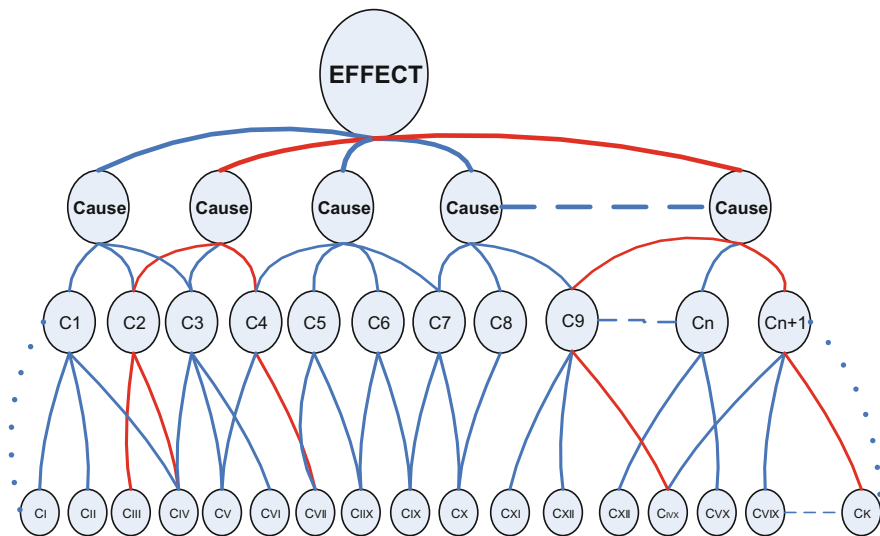 EFFECT
Cause Cause Cause Cause Cause
C1 C2 C3 C4 C5 C6 C7 C8 C9 Cn Cn+1
CI CII CIII CIV CV CVI CVII CIIX CIX CX CXI CXII CXII CIVX CVX CVIX CK